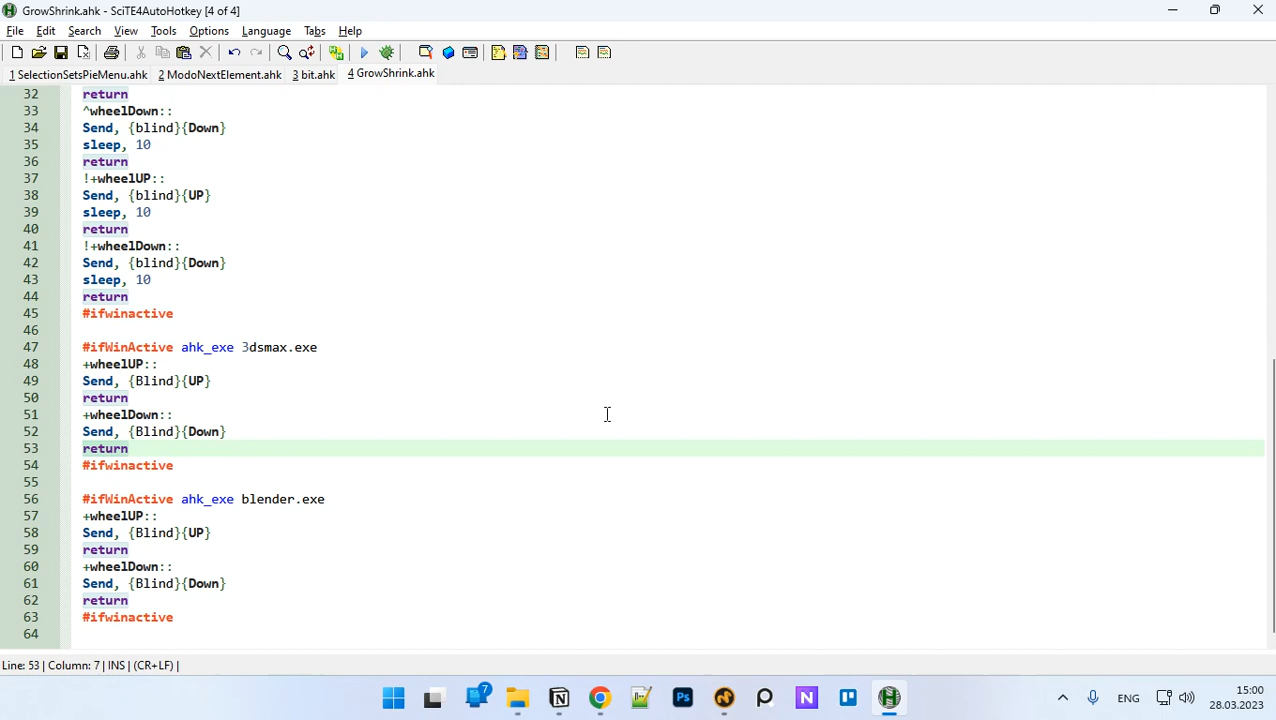 GrowShrink.ahk - SciTE4AutoHotkey [4 of 4]
File Edit Search View Tools Options Language Tabs Help
1 SelectionSetsPieMenu.ahk 2 ModoNextElement.ahk 3 bit.ahk 4 GrowShrink.ahk
32 return
33 ^wheelDown::
34 Send, {blind}{Down}
35 sleep, 10
36 return
37 !+wheelUP::
38 Send, {blind}{UP}
39 sleep, 10
40 return
41 !+wheelDown::
42 Send, {blind}{Down}
43 sleep, 10
44 return
45 #ifwinactive
46
47 #ifWinActive ahk_exe 3dsmax.exe
48 +wheelUP::
49 Send, {Blind}{UP}
50 return
51 +wheelDown::
52 Send, {Blind}{Down}
53 return
54 #ifwinactive
55
56 #ifWinActive ahk_exe blender.exe
57 +wheelUP::
58 Send, {Blind}{UP}
59 return
60 +wheelDown::
61 Send, {Blind}{Down}
62 return
63 #ifwinactive
64
Line: 53 | Column: 7 | INS | (CR+LF) |
7
Ps
N
ENG
15:00
28.03.2023